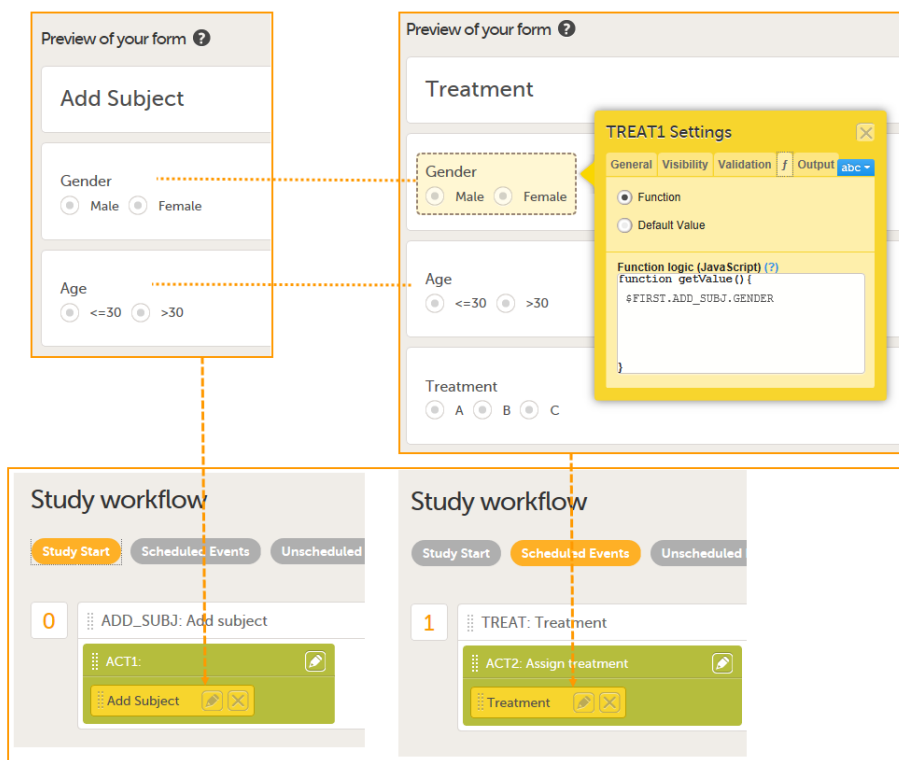 Preview of your form ?
Add Subject
Gender
Male Female
Age
<=30 >30
Preview of your form ?
Treatment
Gender
Male Female
Age
<=30 >30
Treatment
A B C
TREAT1 Settings
General Visibility Validation f Output abc
Function
Default Value
Function logic (JavaScript) (?)
function getValue(){
$FIRST.ADD_SUBJ.GENDER
}
Study workflow
Study Start Scheduled Events Unscheduled
0 ADD_SUBJ: Add subject
ACT1:
Add Subject
Study workflow
Study Start Scheduled Events Unscheduled
1 TREAT: Treatment
ACT2: Assign treatment
Treatment